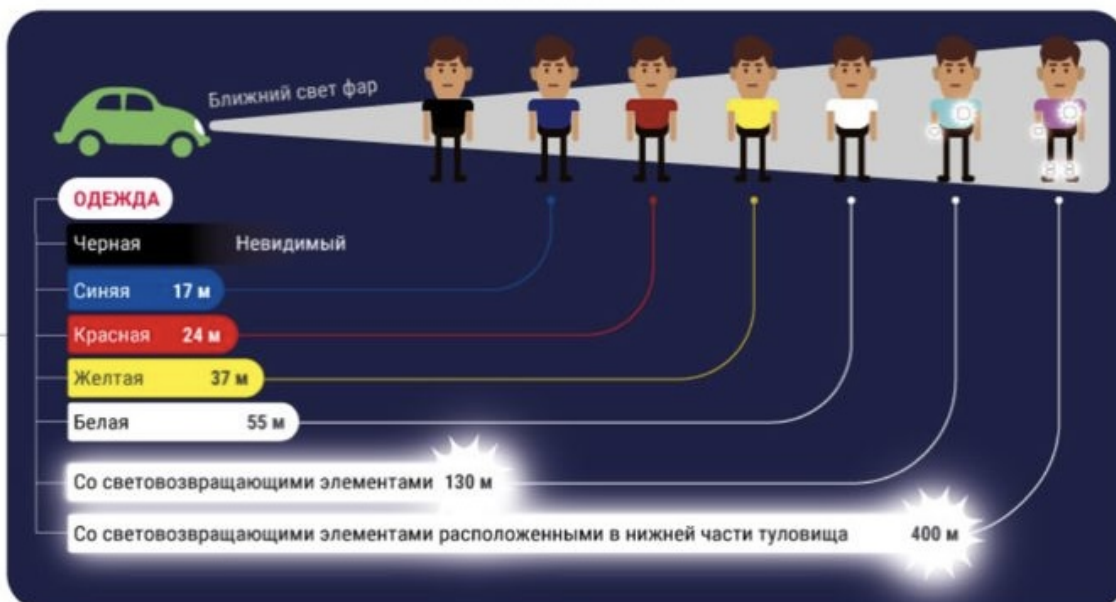 Ближний свет фар
ОДЕЖДА
Черная Невидимый
Синяя 17 м
Красная 24 м
Желтая 37 м
Белая 55 м
Со световозвращающими элементами 130 м
Со световозвращающими элементами расположенными в нижней части туловища 400 м